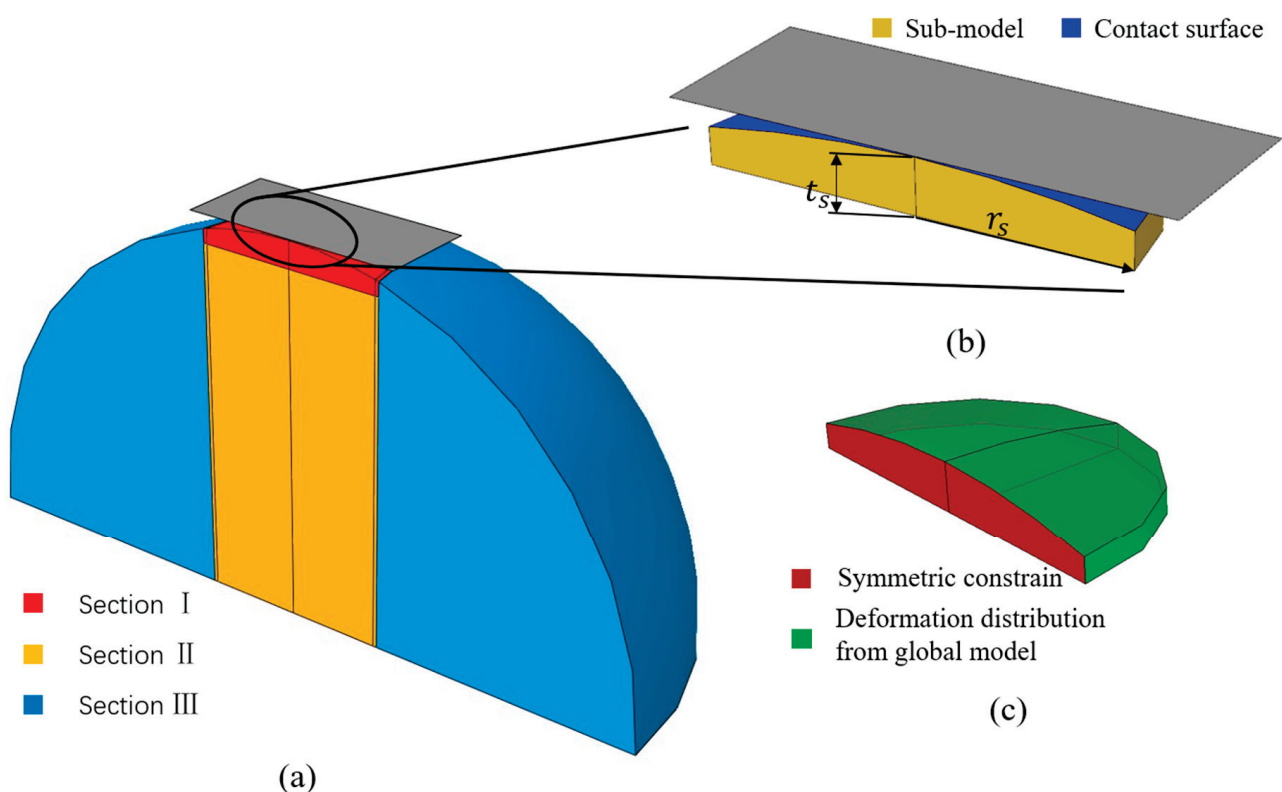 Sub-model
Contact surface
t_s
r_s
(b)
Section Ⅰ
Section Ⅱ
Section Ⅲ
(a)
Symmetric constrain
Deformation distribution
from global model
(c)